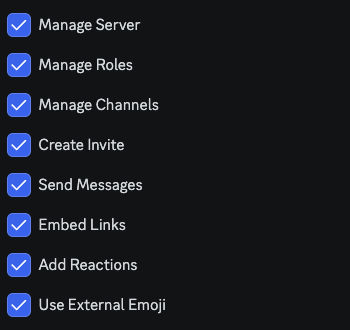 Manage Server
Manage Roles
Manage Channels
Create Invite
Send Messages
Embed Links
Add Reactions
Use External Emoji